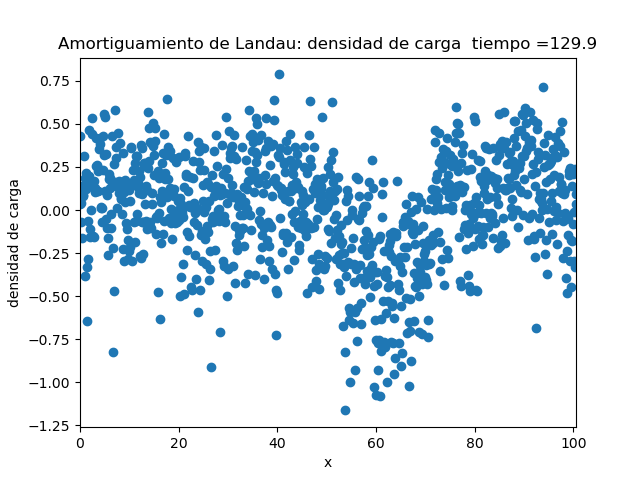 Amortiguamiento de Landau: densidad de carga  tiempo =129.9
0.75
0.50
0.25
0.00
−0.25
−0.50
−0.75
−1.00
−1.25
densidad de carga
0 20 40 60 80 100
x